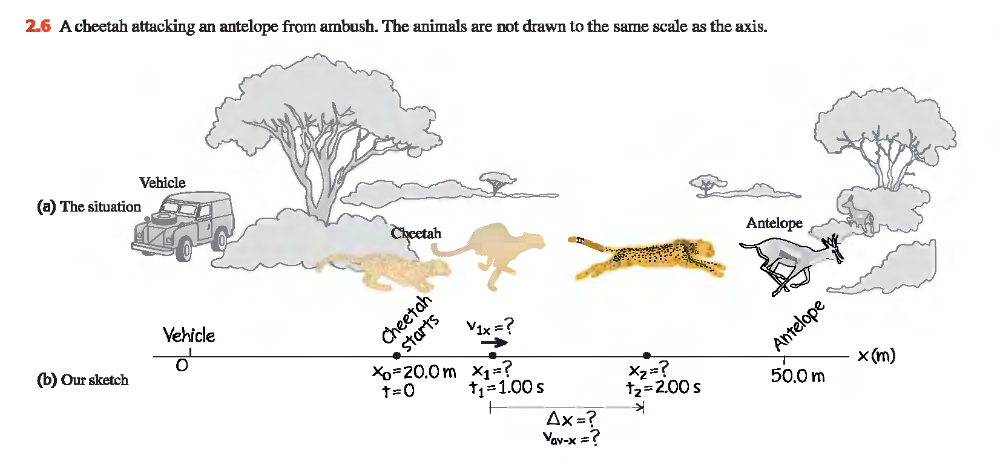 2.6 A cheetah attacking an antelope from ambush. The animals are not drawn to the same scale as the axis.
Vehicle
(a) The situation
Cheetah
Antelope
Vehicle
Cheetah
starts
v₁ₓ = ?
Antelope
x (m)
0
x₀ = 20.0 m
t = 0
x₁ = ?
t₁ = 1.00 s
x₂ = ?
t₂ = 2.00 s
50.0 m
(b) Our sketch
Δx = ?
vav-x = ?